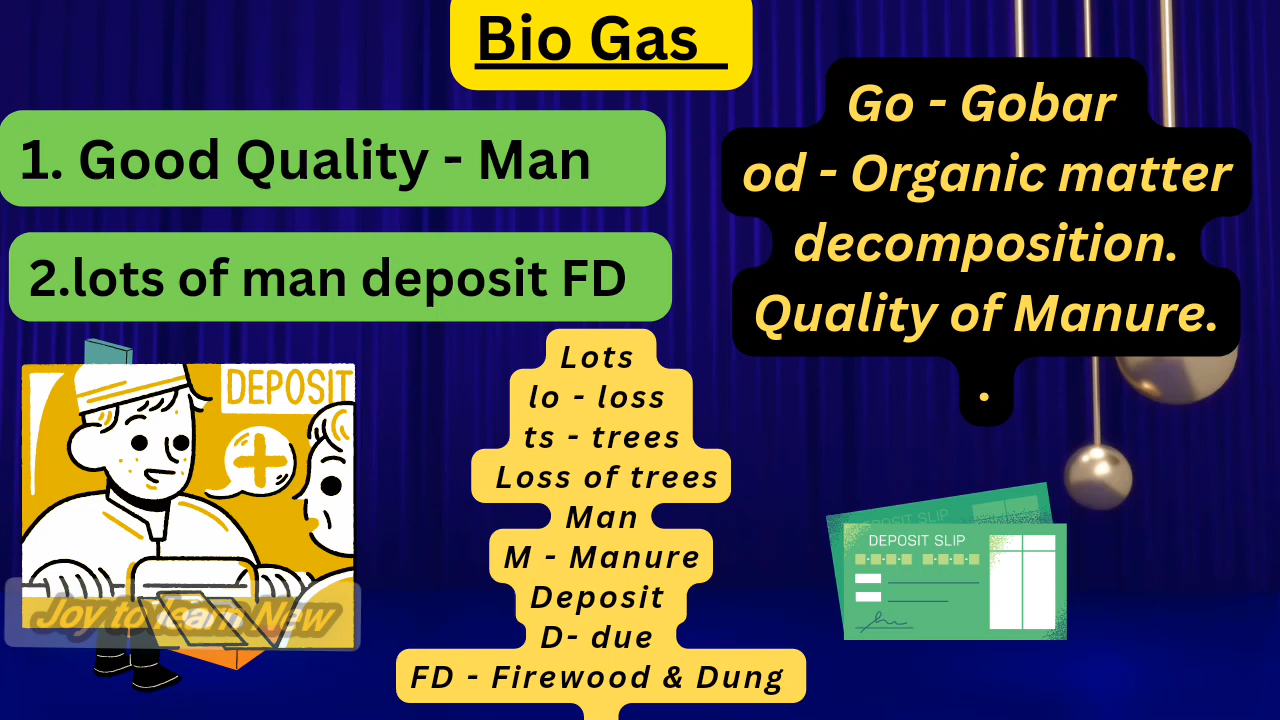 Bio Gas
1. Good Quality - Man
2.lots of man deposit FD
Go - Gobar
od - Organic matter
decomposition.
Quality of Manure.
.
Lots
lo - loss
ts - trees
Loss of trees
Man
M - Manure
Deposit
D- due
FD - Firewood & Dung
DEPOSIT
Joy to learn New
DEPOSIT SLIP
DEPOSIT SLIP